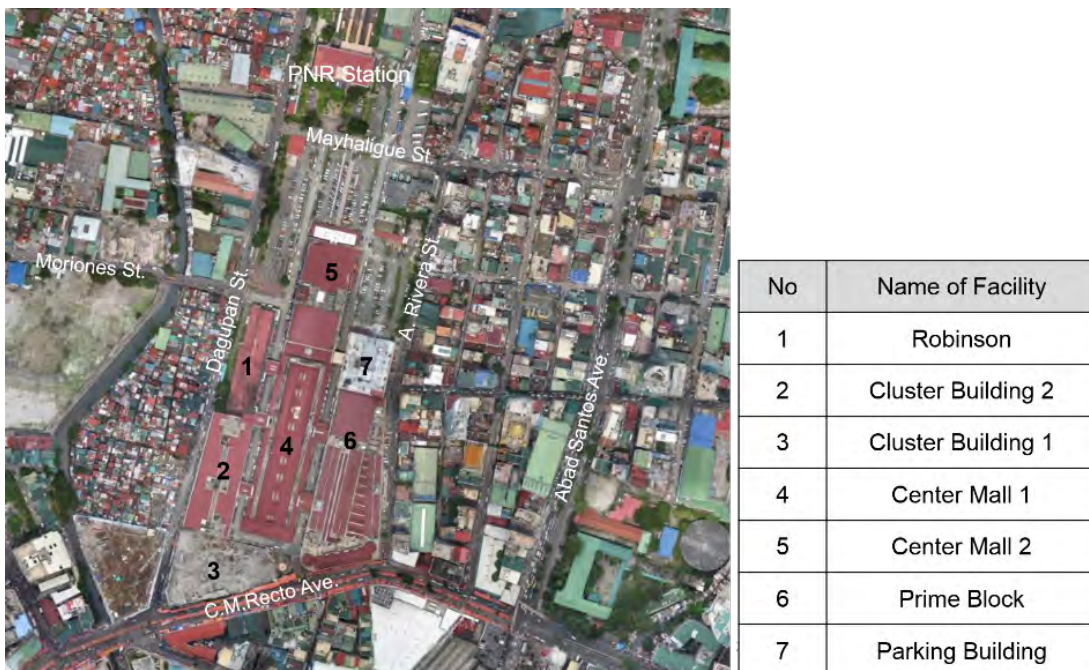 PNR Station
Mayhaligue St.
Moriones St.
Dagupan St.
A. Rivera St.
Abad Santos Ave.
C.M.Recto Ave.
5
1
7
6
4
2
3
No Name of Facility
1 Robinson
2 Cluster Building 2
3 Cluster Building 1
4 Center Mall 1
5 Center Mall 2
6 Prime Block
7 Parking Building